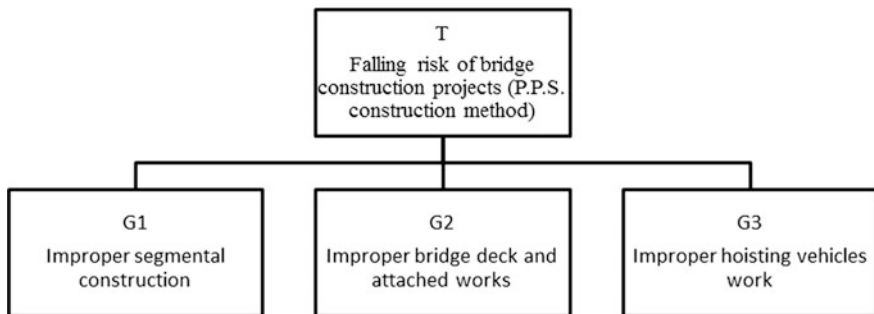 T
Falling risk of bridge
construction projects (P.P.S.
construction method)
G1
Improper segmental
construction
G2
Improper bridge deck and
attached works
G3
Improper hoisting vehicles
work